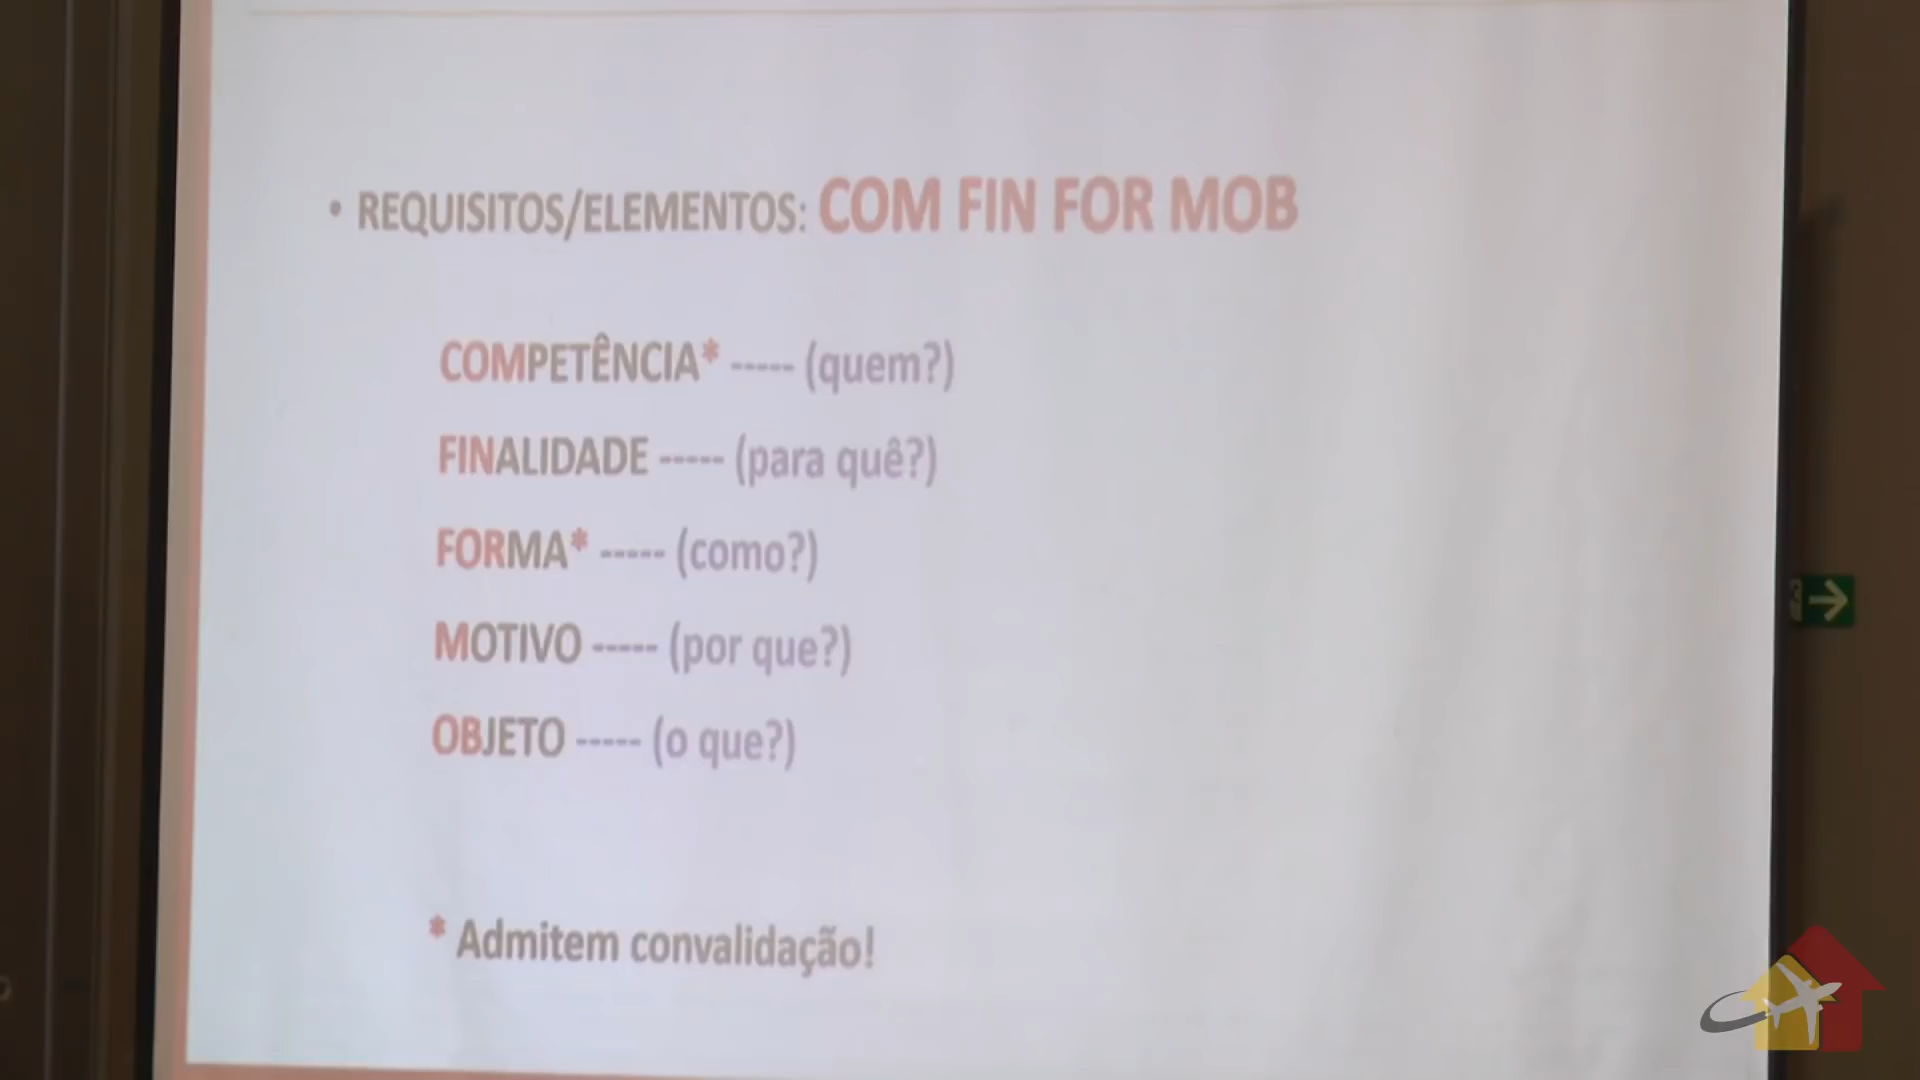 • REQUISITOS/ELEMENTOS: COM FIN FOR MOB
COMPETÊNCIA* ----- (quem?)
FINALIDADE ----- (para quê?)
FORMA* ----- (como?)
MOTIVO ----- (por que?)
OBJETO ----- (o que?)
* Admitem convalidação!